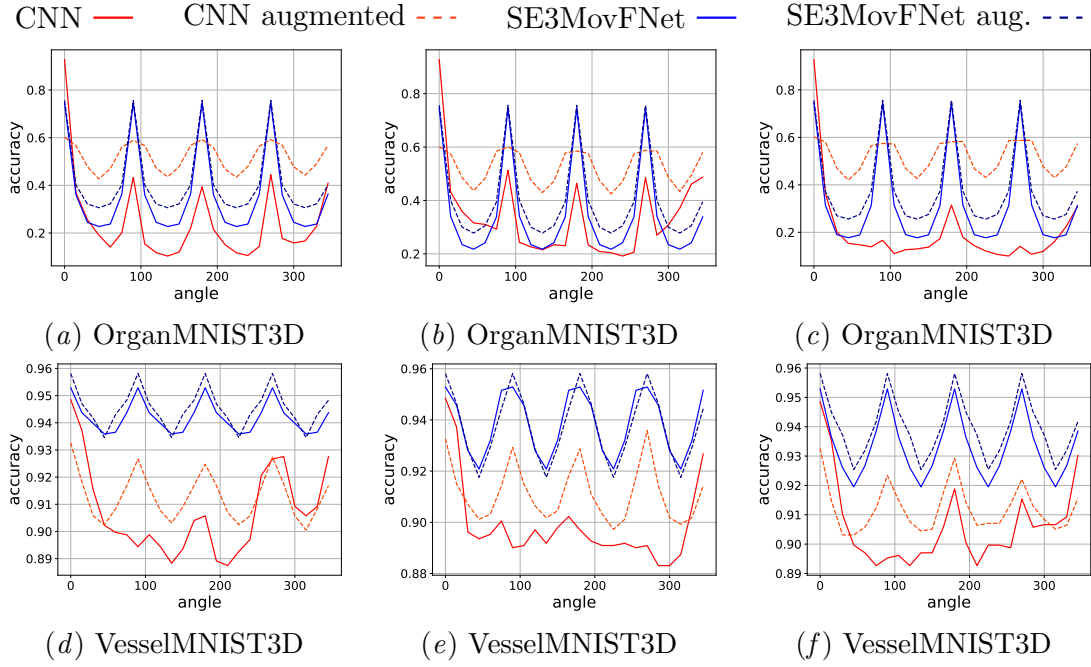 CNN CNN augmented SE3MovFNet SE3MovFNet aug.
accuracy 0.8 0.6 0.4 0.2 0 100 200 300 angle
accuracy 0.8 0.6 0.4 0.2 0 100 200 300 angle
accuracy 0.8 0.6 0.4 0.2 0 100 200 300 angle
(a) OrganMNIST3D (b) OrganMNIST3D (c) OrganMNIST3D
accuracy 0.96 0.95 0.94 0.93 0.92 0.91 0.90 0.89 0 100 200 300 angle
accuracy 0.96 0.94 0.92 0.90 0.88 0 100 200 300 angle
accuracy 0.96 0.95 0.94 0.93 0.92 0.91 0.90 0.89 0 100 200 300 angle
(d) VesselMNIST3D (e) VesselMNIST3D (f) VesselMNIST3D